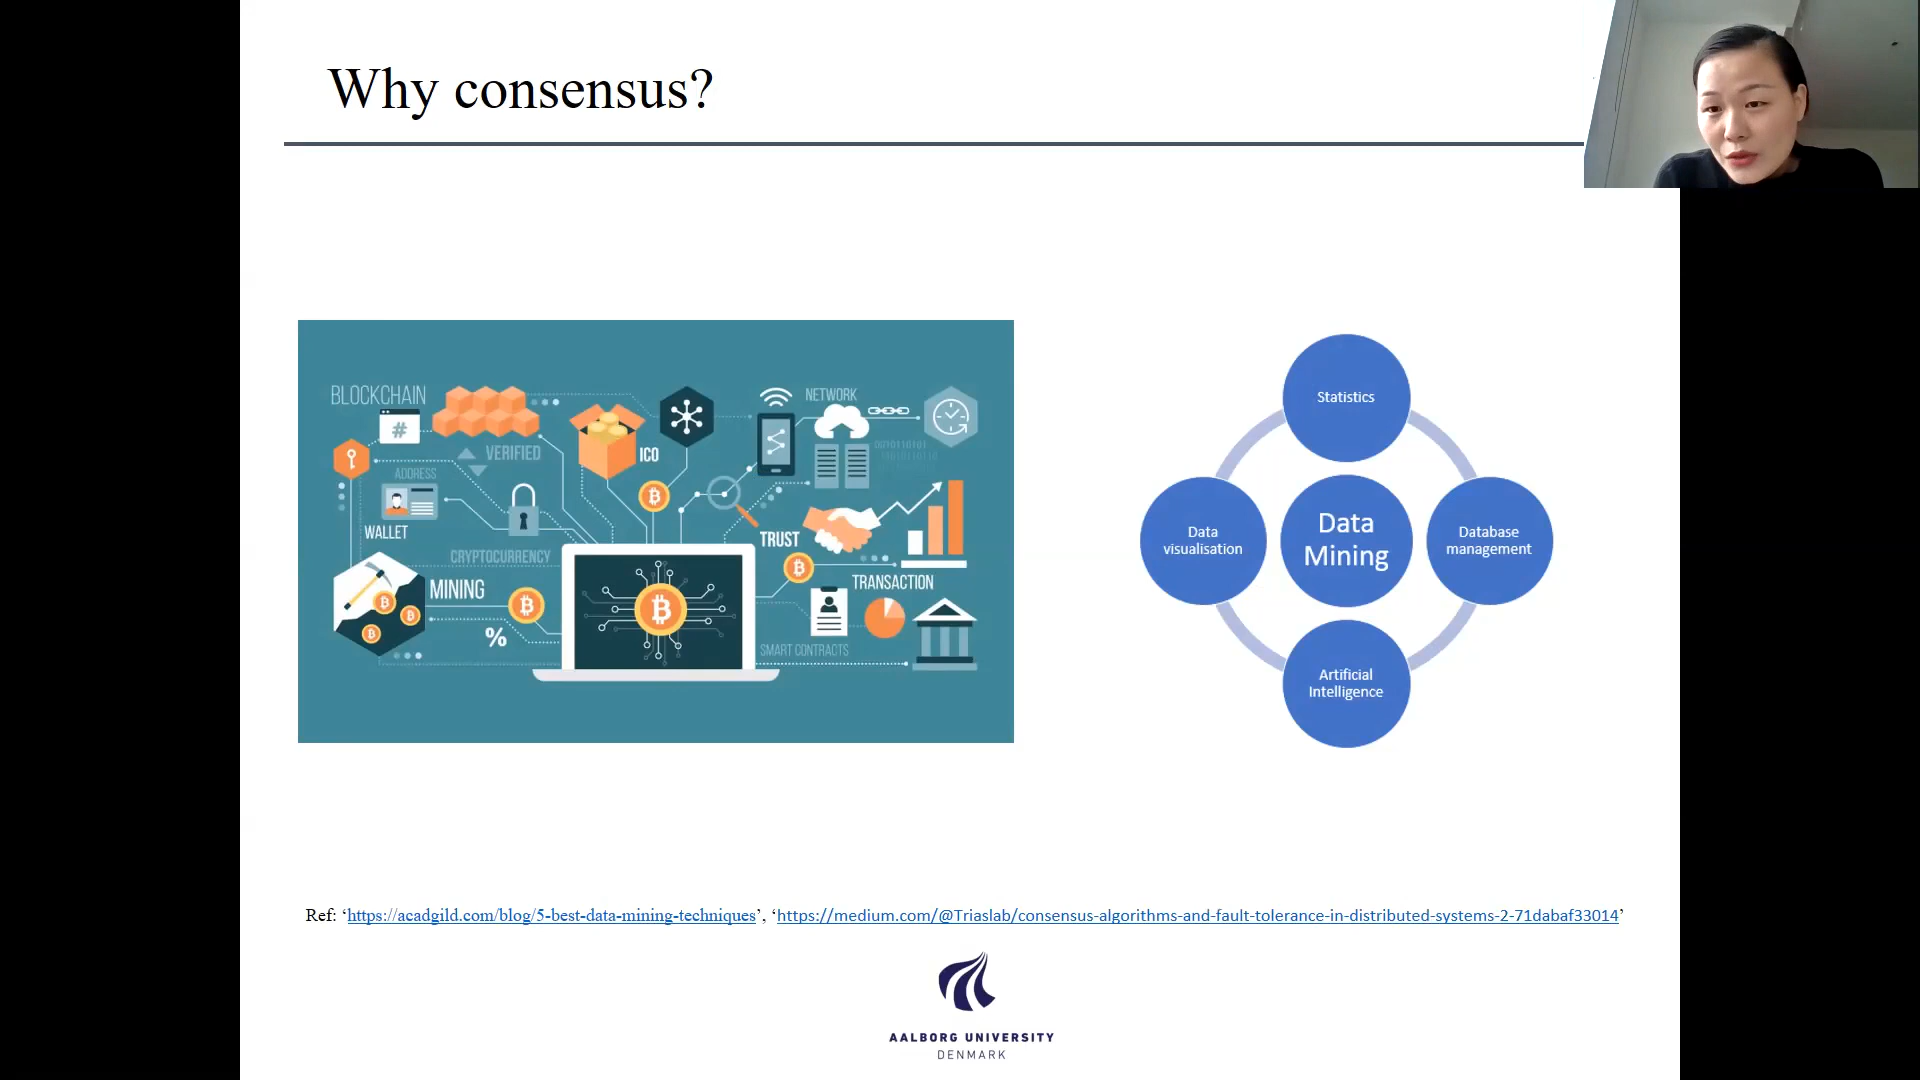 Why consensus?
BLOCKCHAIN
#
VERIFIED
ADDRESS
WALLET
CRYPTOCURRENCY
MINING
%
ICO
NETWORK
TRUST
TRANSACTION
SMART CONTRACTS
Statistics
Data
visualisation
Data
Mining
Database
management
Artificial
Intelligence
Ref: ‘https://acadgild.com/blog/5-best-data-mining-techniques’, ‘https://medium.com/@Triaslab/consensus-algorithms-and-fault-tolerance-in-distributed-systems-2-71dabaf33014’
AALBORG UNIVERSITY
DENMARK